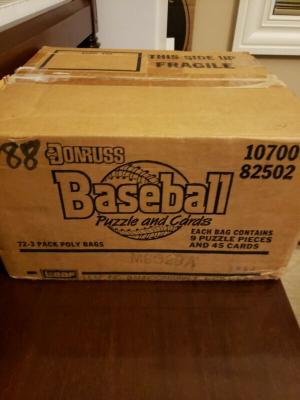 THIS SIDE UP
FRAGILE
88
DONRUSS
10700
82502
Baseball
Puzzle and Cards
72-3 PACK POLY BAGS
EACH BAG CONTAINS
9 PUZZLE PIECES
AND 45 CARDS
LEAF